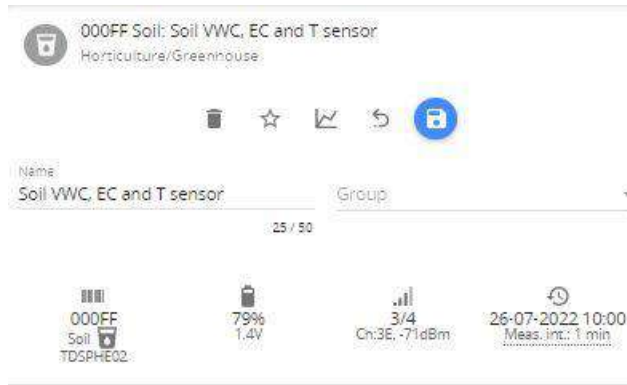 000FF Soil: Soil VWC, EC and T sensor
Horticulture/Greenhouse
Name
Soil VWC, EC and T sensor
Group
25 / 50
000FF
Soil
TDSPHE02
79%
1.4V
3/4
Ch:3E, -71dBm
26-07-2022 10:00
Meas. int.: 1 min